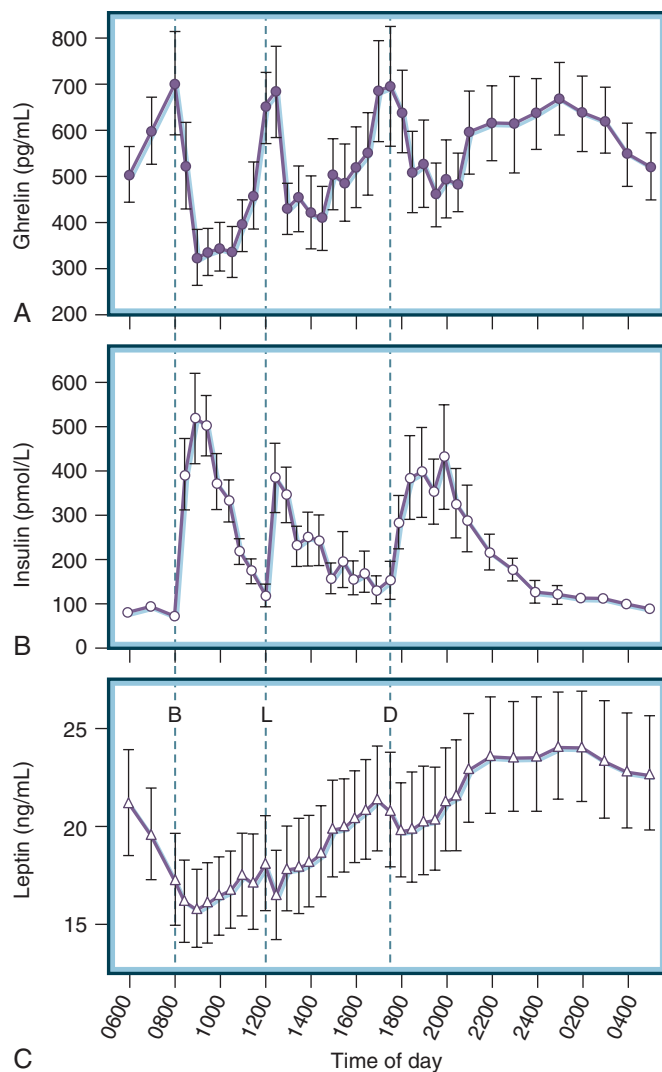 800
700
600
500
400
300
200
Ghrelin (pg/mL)
A
600
500
400
300
200
100
0
Insulin (pmol/L)
B
B L D
25
20
15
Leptin (ng/mL)
0600 0800 1000 1200 1400 1600 1800 2000 2200 2400 0200 0400
Time of day
C